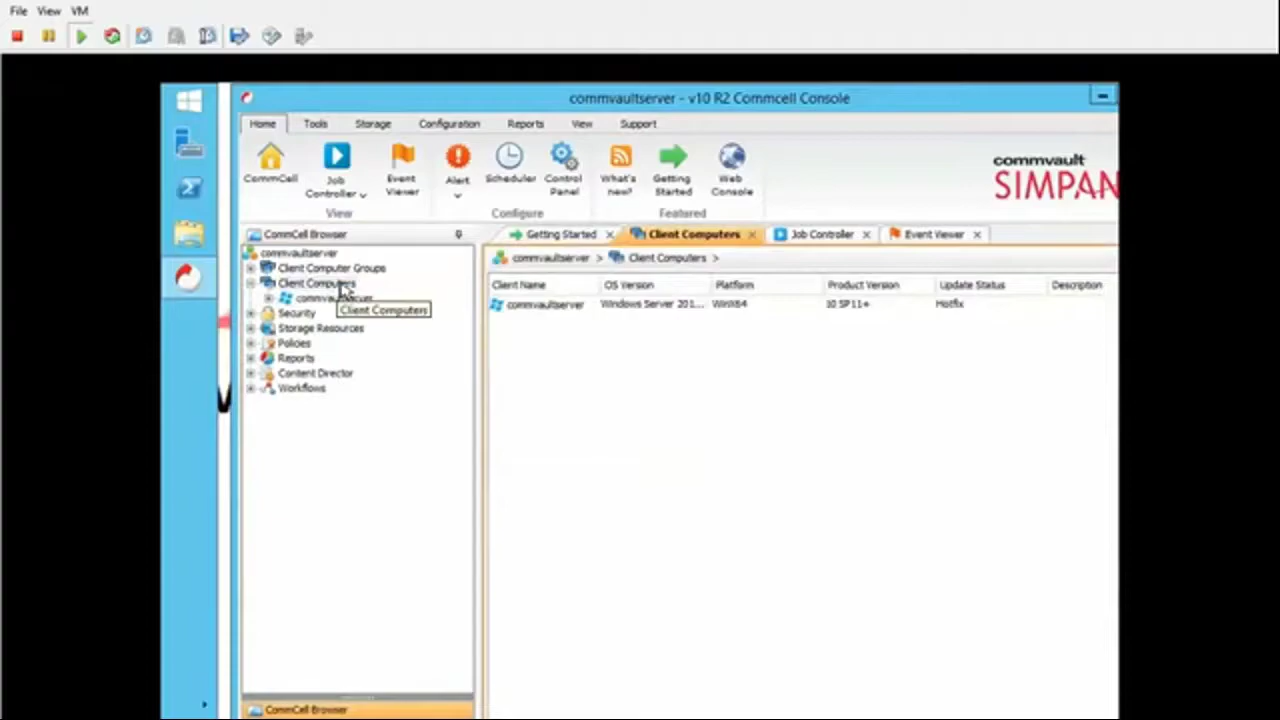 File View VM
commvaultserver - v10 R2 Commcell Console
Home Tools Storage Configuration Reports View Support
CommCell Job Controller Event Viewer Alert Scheduler Control Panel What's new? Getting Started Web Console
commvault
SIMPAN
View Configure Featured
CommCell Browser
Getting Started Client Computers Job Controller Event Viewer
commvaultserver
commvaultserver > Client Computers >
Client Computer Groups
Client Computers
Client Name OS Version Platform Product Version Update Status Description
commvaultserver
commvaultserver Windows Server 201... WinX64 10 SP11+ Hotfix
Client Computers
Security
Storage Resources
Policies
Reports
Content Director
Workflows
CommCell Browser